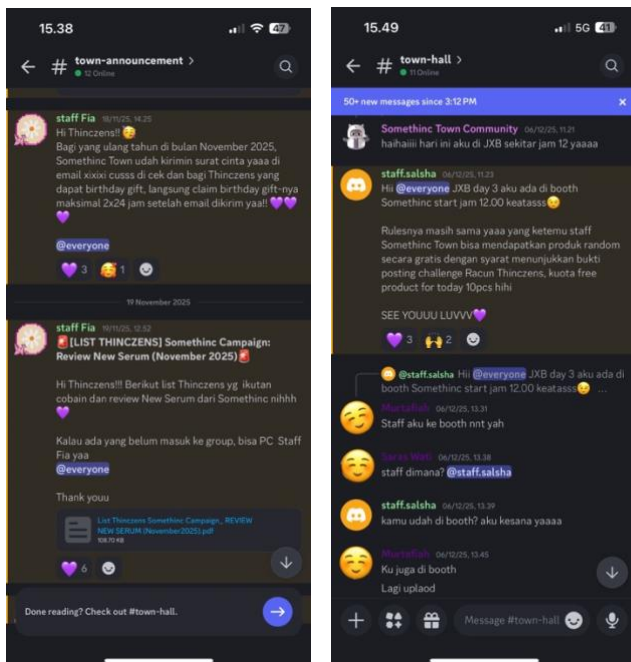 15.38
47
# town-announcement >
12 Online
staff Fia 18/11/25, 14.25
Hi Thinczens!!
Bagi yang ulang tahun di bulan November 2025,
Somethinc Town udah kirimin surat cinta yaaa di
email xixixi cusss di cek dan bagi Thinczens yang
dapat birthday gift, langsung claim birthday gift-nya
maksimal 2x24 jam setelah email dikirim yaa!!
@everyone
3
1
19 November 2025
staff Fia 19/11/25, 12.52
[LIST THINCZENS] Somethinc Campaign:
Review New Serum (November 2025)
Hi Thinczens!!! Berikut list Thinczens yg ikutan
cobain dan review New Serum dari Somethinc nihhh
Kalau ada yang belum masuk ke group, bisa PC Staff
Fia yaa
@everyone
Thank youu
List Thinczens Somethinc Campaign_ REVIEW
NEW SERUM (November2025).pdf
108.70 KB
6
Done reading? Check out #town-hall.
15.49
5G 41
# town-hall >
11 Online
50+ new messages since 3:12 PM
Somethinc Town Community 06/12/25, 11.21
haihaiiii hari ini aku di JXB sekitar jam 12 yaaaa
staff.salsha 06/12/25, 11.23
Hii @everyone JXB day 3 aku ada di booth
Somethinc start jam 12.00 keatasss
Rulesnya masih sama yaaa yang ketemu staff
Somethinc Town bisa mendapatkan produk random
secara gratis dengan syarat menunjukkan bukti
posting challenge Racun Thinczens, kuota free
product for today 10pcs hihi
SEE YOUUU LUVVV
3
2
@staff.salsha Hii @everyone JXB day 3 aku ada di
booth Somethinc start jam 12.00 keatasss ...
Murtafiah 06/12/25, 13.31
Staff aku ke booth nnt yah
Saras Wati 06/12/25, 13.38
staff dimana? @staff.salsha
staff.salsha 06/12/25, 13.39
kamu udah di booth? aku kesana yaaaa
Murtafiah 06/12/25, 13.45
Ku juga di booth
Lagi uplaod
Message #town-hall